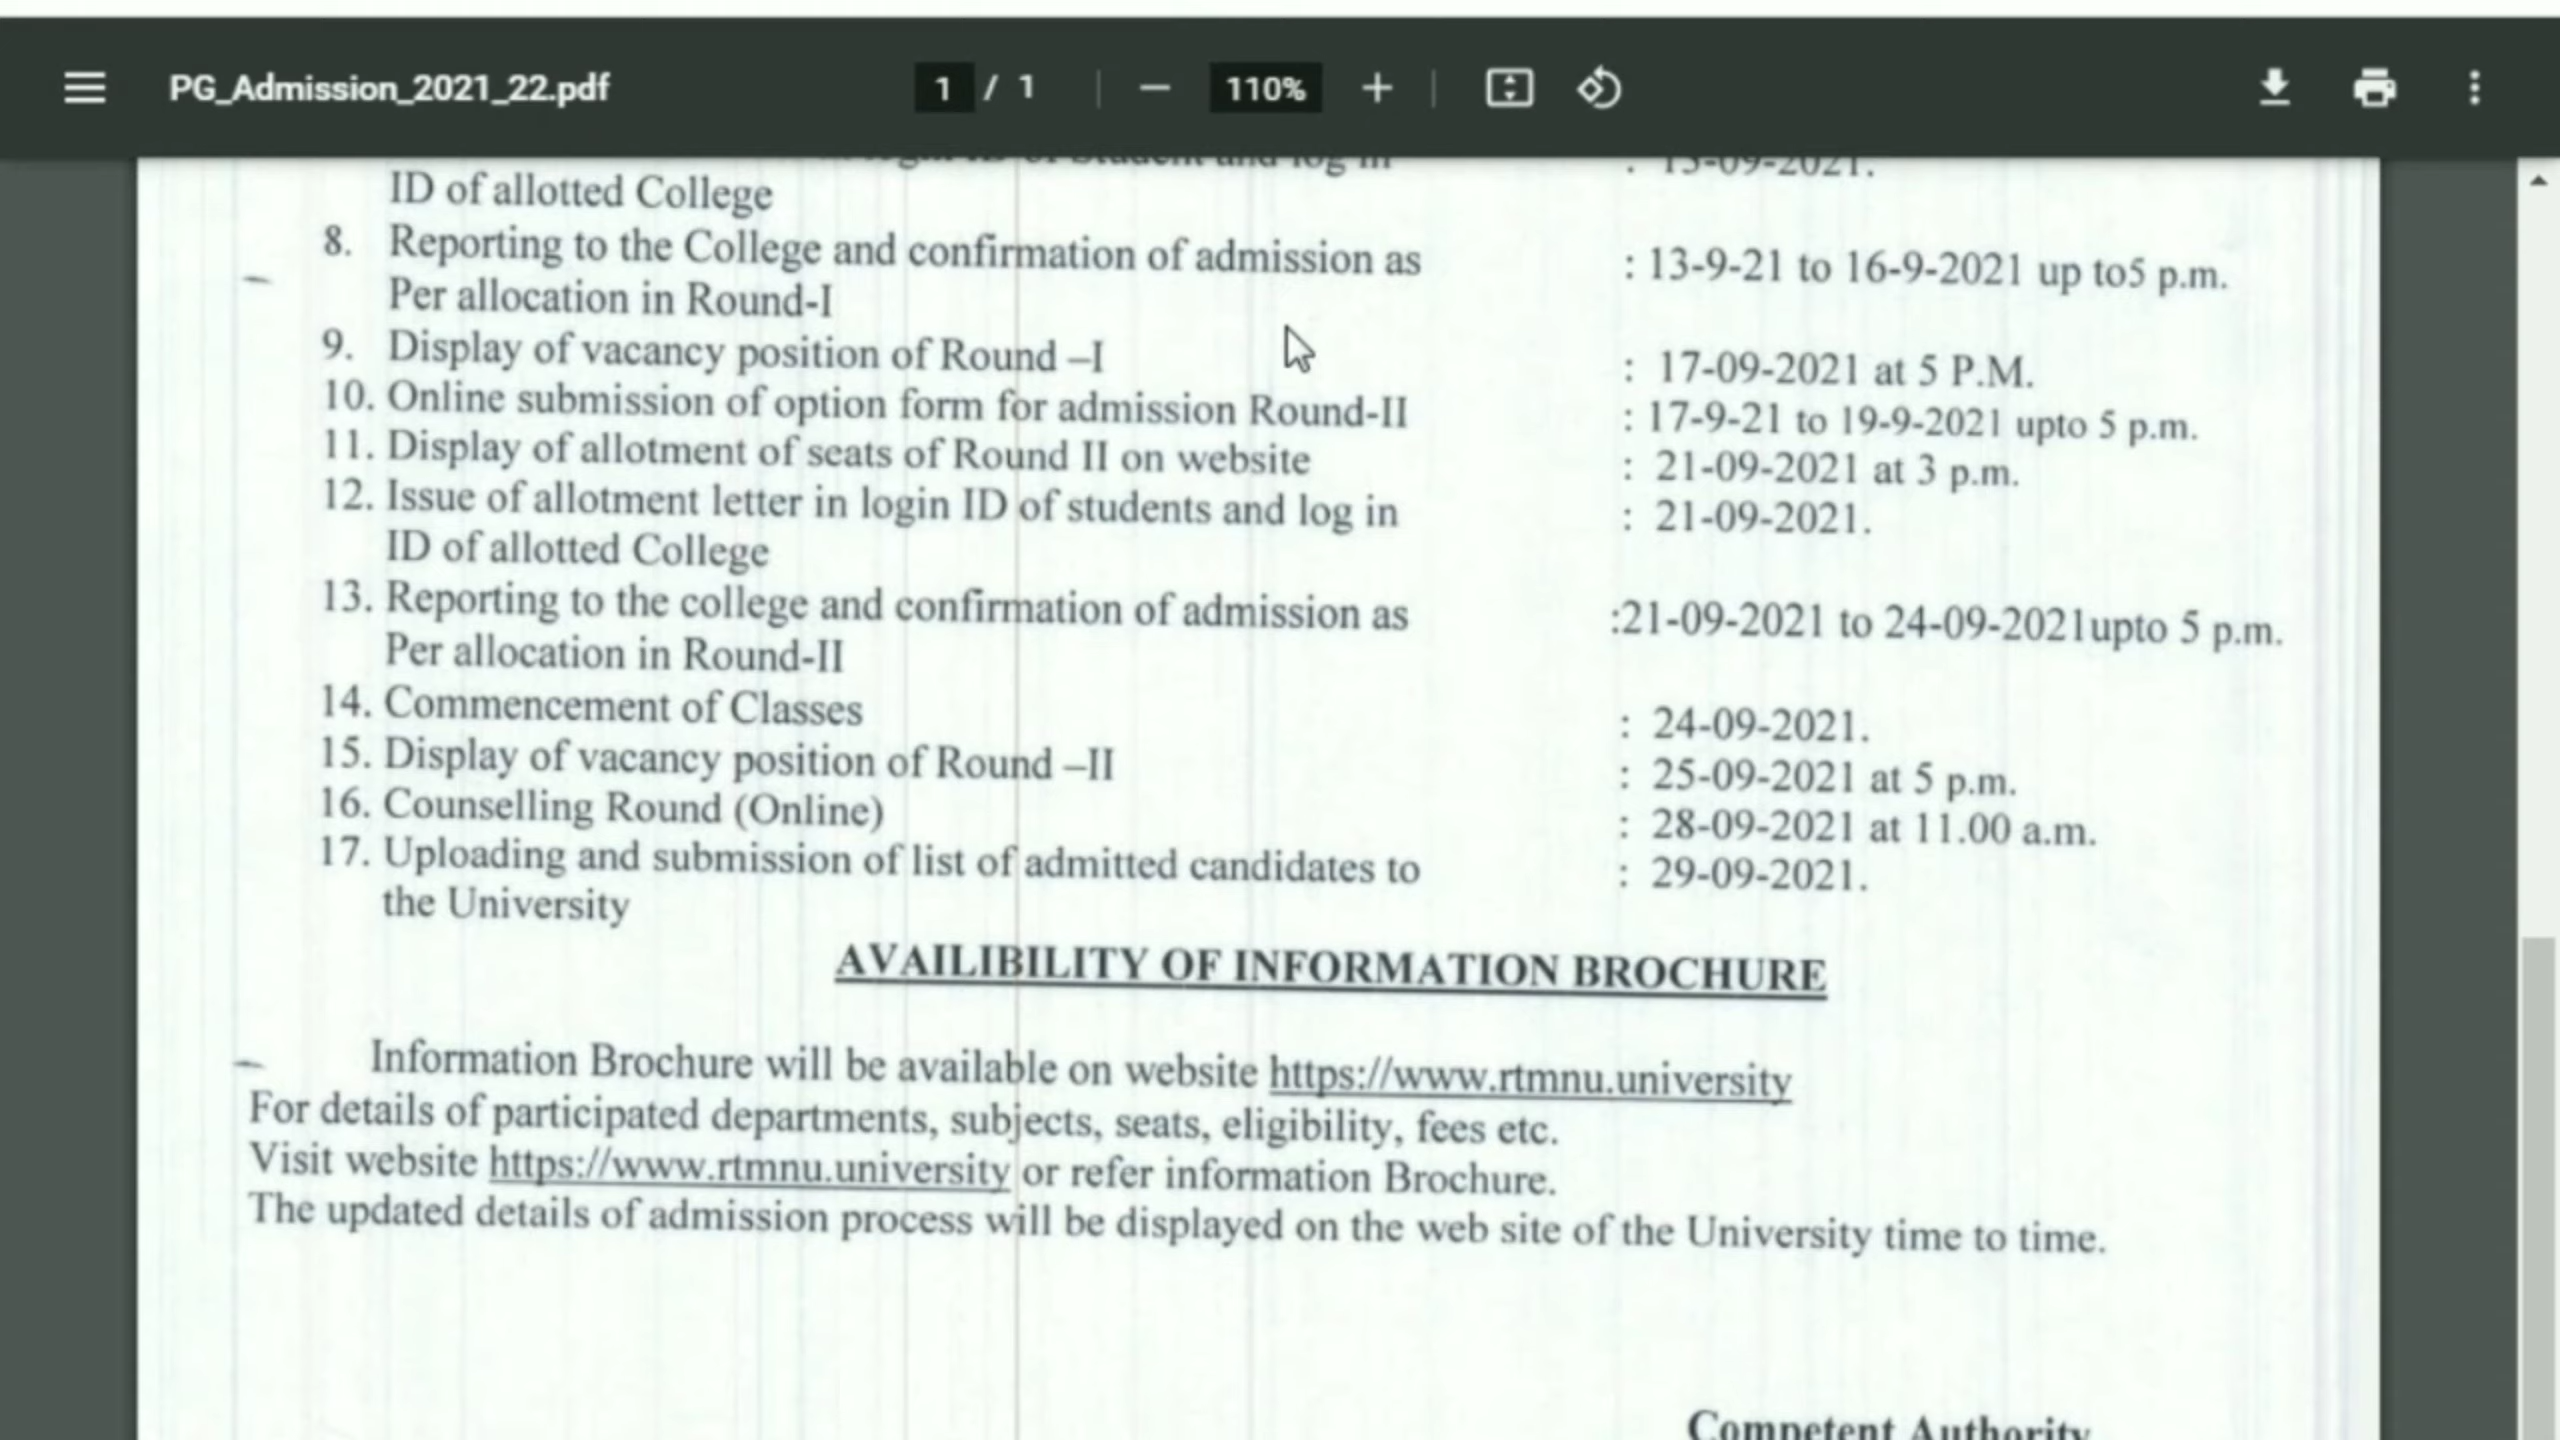 PG_Admission_2021_22.pdf
1 / 1
110%
login ID of Student and log in : 13-09-2021.
ID of allotted College
8. Reporting to the College and confirmation of admission as : 13-9-21 to 16-9-2021 up to5 p.m.
Per allocation in Round-I
9. Display of vacancy position of Round –I : 17-09-2021 at 5 P.M.
10. Online submission of option form for admission Round-II : 17-9-21 to 19-9-2021 upto 5 p.m.
11. Display of allotment of seats of Round II on website : 21-09-2021 at 3 p.m.
12. Issue of allotment letter in login ID of students and log in : 21-09-2021.
ID of allotted College
13. Reporting to the college and confirmation of admission as :21-09-2021 to 24-09-2021upto 5 p.m.
Per allocation in Round-II
14. Commencement of Classes : 24-09-2021.
15. Display of vacancy position of Round –II : 25-09-2021 at 5 p.m.
16. Counselling Round (Online) : 28-09-2021 at 11.00 a.m.
17. Uploading and submission of list of admitted candidates to : 29-09-2021.
the University
AVAILIBILITY OF INFORMATION BROCHURE
Information Brochure will be available on website https://www.rtmnu.university
For details of participated departments, subjects, seats, eligibility, fees etc.
Visit website https://www.rtmnu.university or refer information Brochure.
The updated details of admission process will be displayed on the web site of the University time to time.
Competent Authority